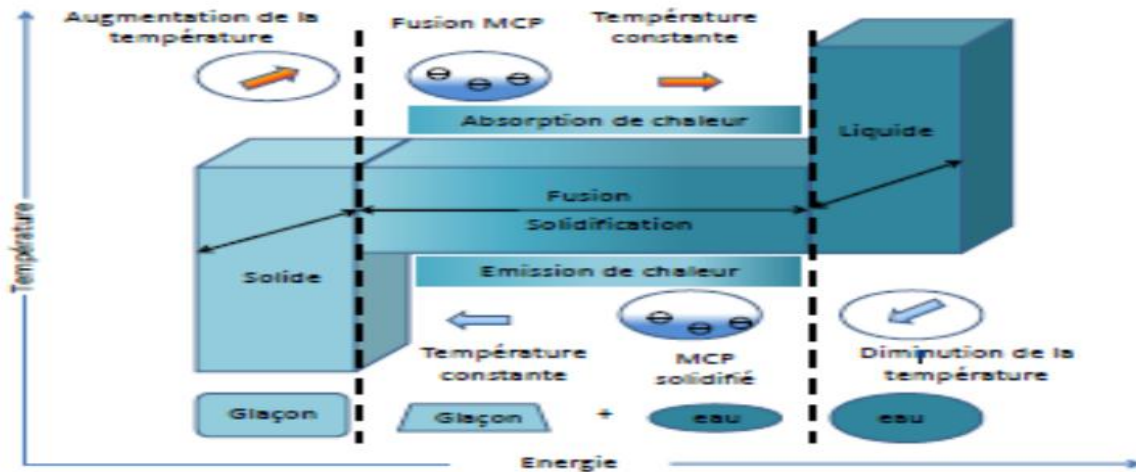 Augmentation de la
température
Fusion MCP
Température
constante
Absorption de chaleur
Liquide
Fusion
Solidification
Température
Solide
Emission de chaleur
Température
constante
MCP
solidifié
Diminution de la
température
Glaçon
Glaçon
+
eau
eau
Energie